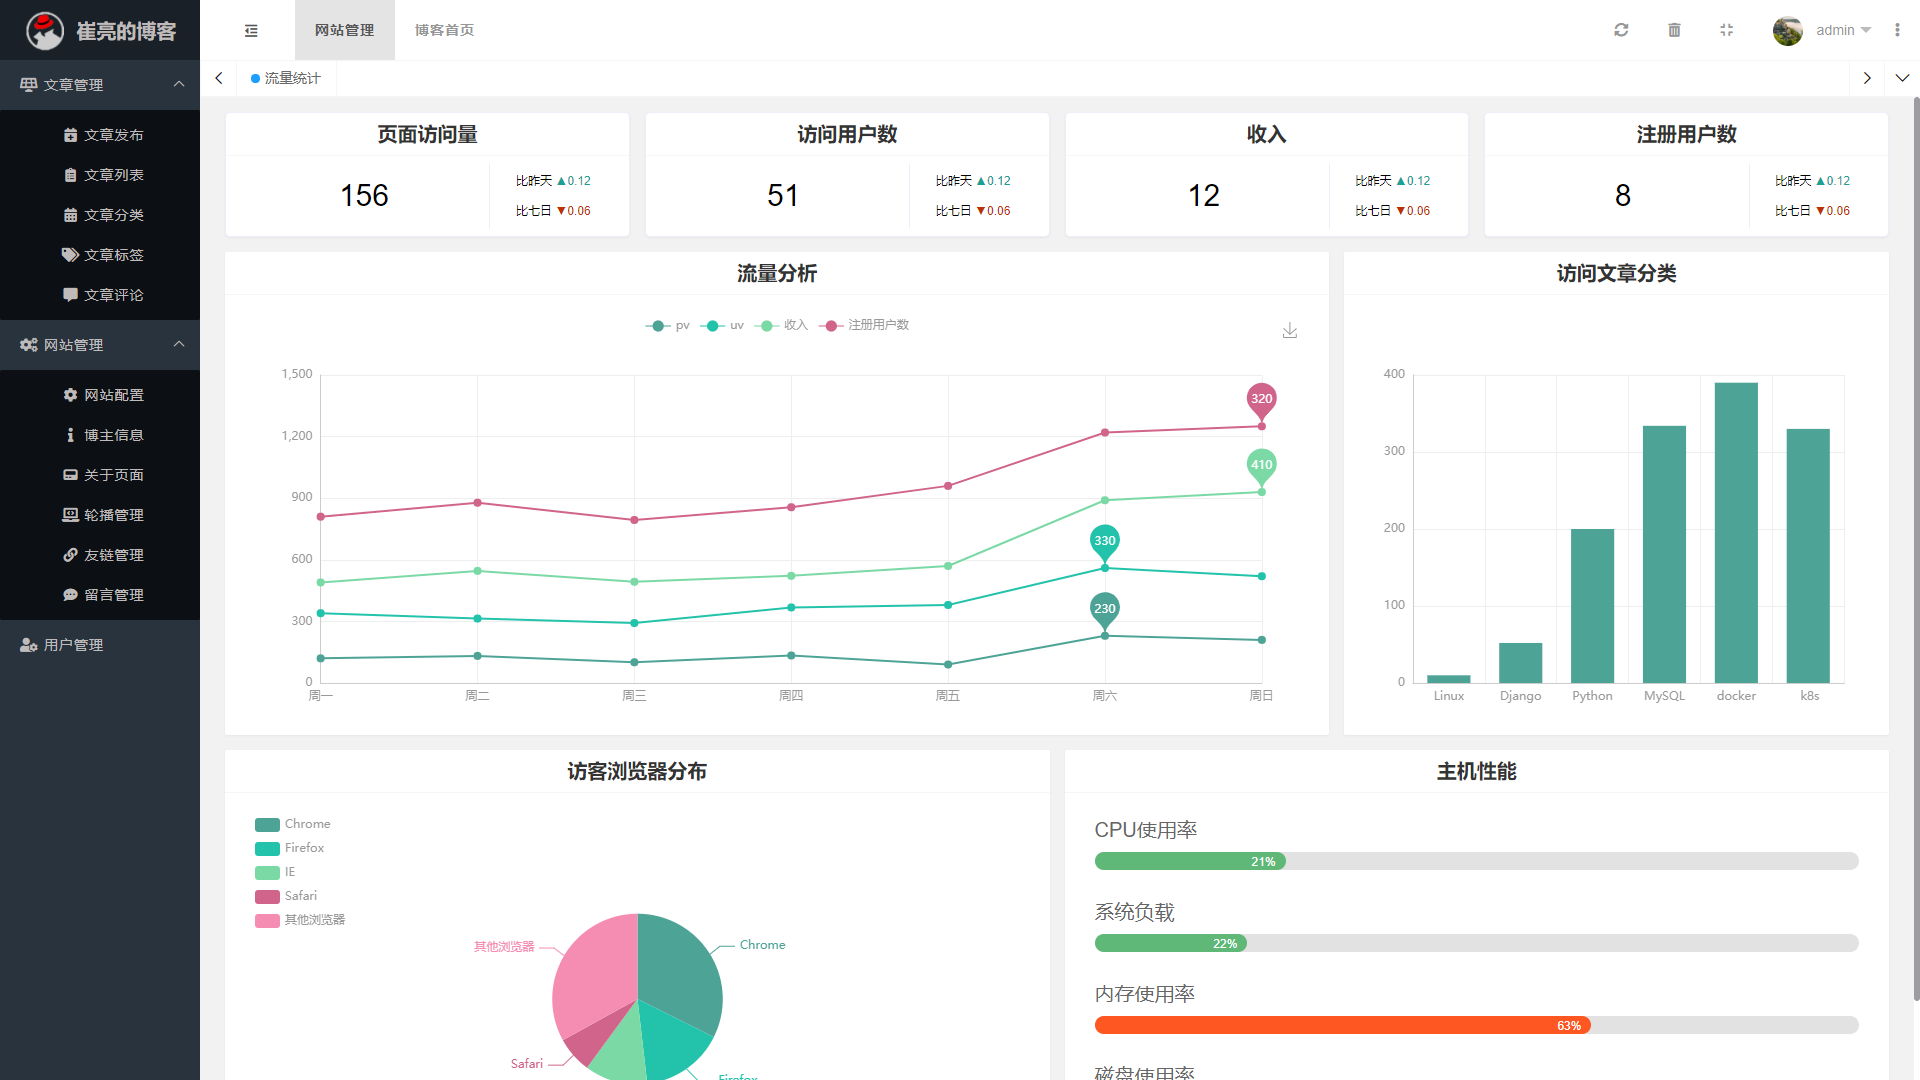 崔亮的博客
网站管理 博客首页
admin
流量统计
文章管理
文章发布
文章列表
文章分类
文章标签
文章评论
网站管理
网站配置
博主信息
关于页面
轮播管理
友链管理
留言管理
用户管理
页面访问量
156
比昨天 ▲0.12
比七日 ▼0.06
访问用户数
51
比昨天 ▲0.12
比七日 ▼0.06
收入
12
比昨天 ▲0.12
比七日 ▼0.06
注册用户数
8
比昨天 ▲0.12
比七日 ▼0.06
流量分析
pv uv 收入 注册用户数
1,500
1,200
900
600
300
0
320
410
330
230
周一 周二 周三 周四 周五 周六 周日
访问文章分类
400
300
200
100
0
Linux Django Python MySQL docker k8s
访客浏览器分布
Chrome
Firefox
IE
Safari
其他浏览器
其他浏览器
Chrome
Safari
Firefox
主机性能
CPU使用率
21%
系统负载
22%
内存使用率
63%
磁盘使用率